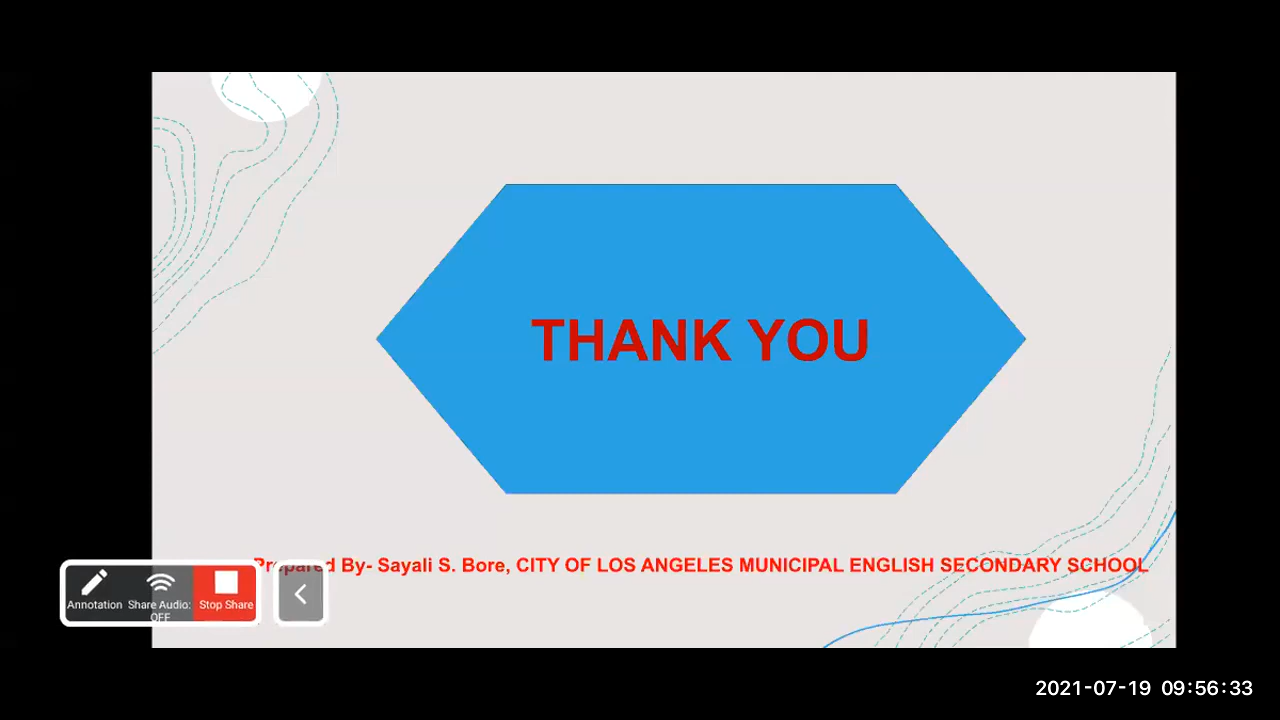 THANK YOU
Prepared By- Sayali S. Bore, CITY OF LOS ANGELES MUNICIPAL ENGLISH SECONDARY SCHOOL
Annotation
Share Audio:
OFF
Stop Share
2021-07-19 09:56:33